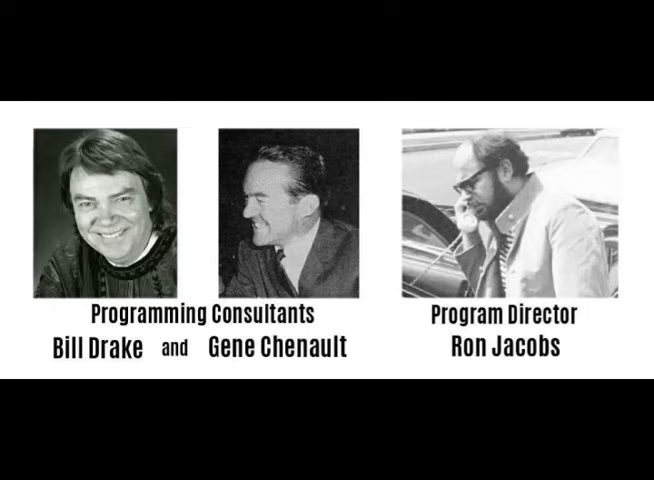 Programming Consultants
Bill Drake and Gene Chenault
Program Director
Ron Jacobs